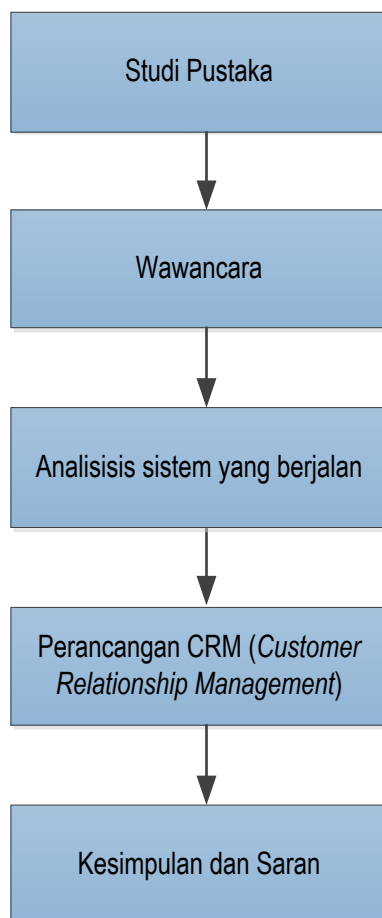 Studi Pustaka
Wawancara
Analisisis sistem yang berjalan
Perancangan CRM (Customer
Relationship Management)
Kesimpulan dan Saran